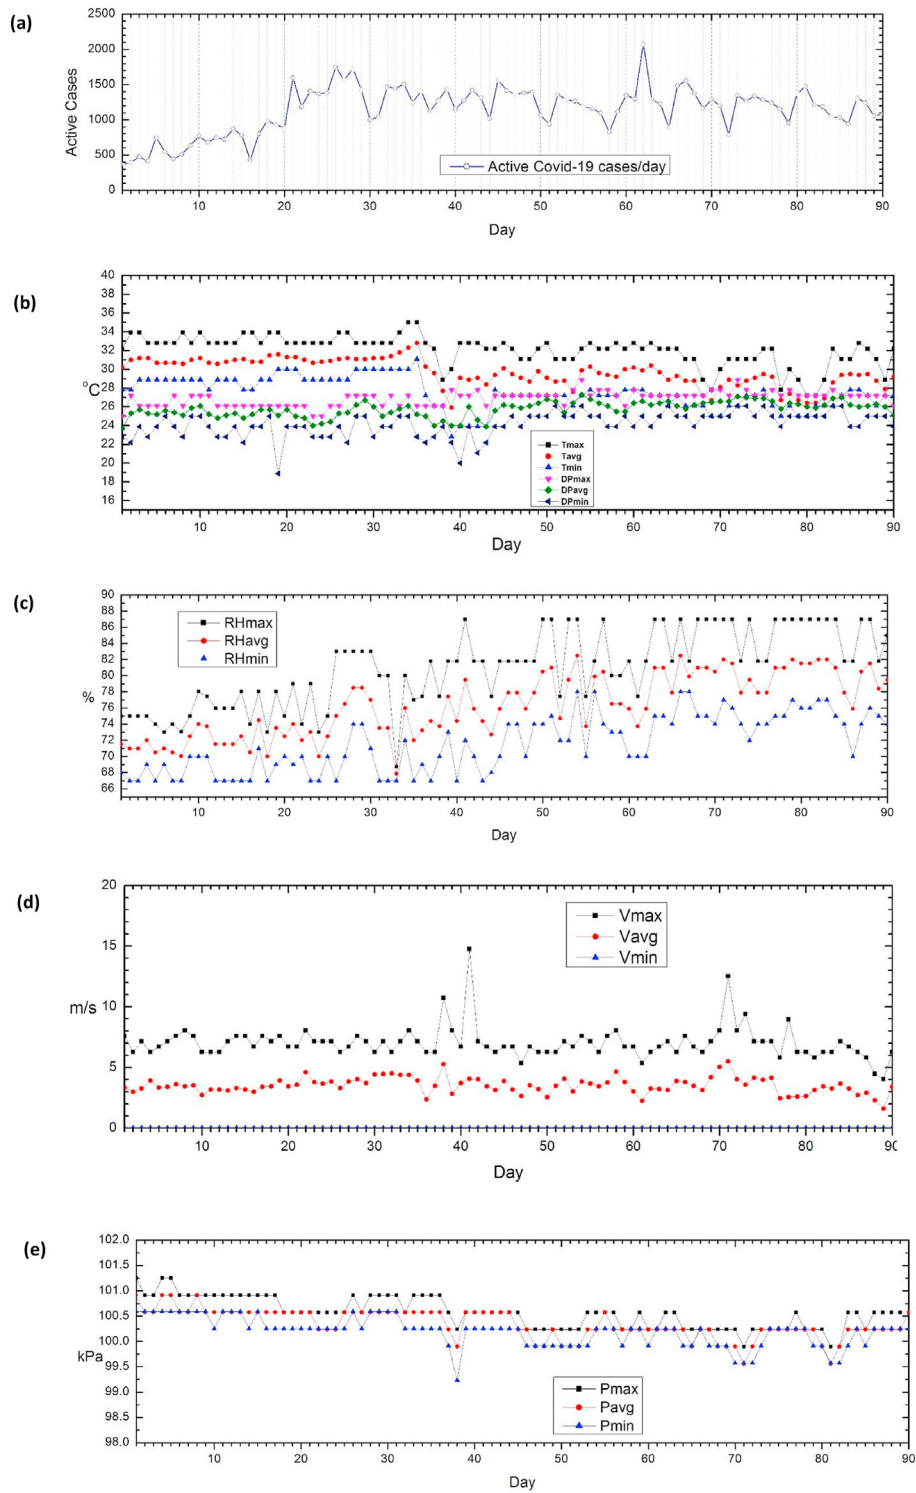 (a)
2500
2000
1500
1000
500
0
Active Cases
Active Covid-19 cases/day
10 20 30 40 50 60 70 80 90
Day
(b)
40
38
36
34
32
30
28
26
24
22
20
18
16
°C
Tmax
Tavg
Tmin
DPmax
DPavg
DPmin
10 20 30 40 50 60 70 80 90
Day
(c)
90
88
86
84
82
80
78
76
74
72
70
68
66
%
RHmax
RHavg
RHmin
10 20 30 40 50 60 70 80 90
Day
(d)
20
15
10
5
0
m/s
Vmax
Vavg
Vmin
10 20 30 40 50 60 70 80 90
Day
(e)
102.0
101.5
101.0
100.5
100.0
99.5
99.0
98.5
98.0
kPa
Pmax
Pavg
Pmin
10 20 30 40 50 60 70 80 90
Day